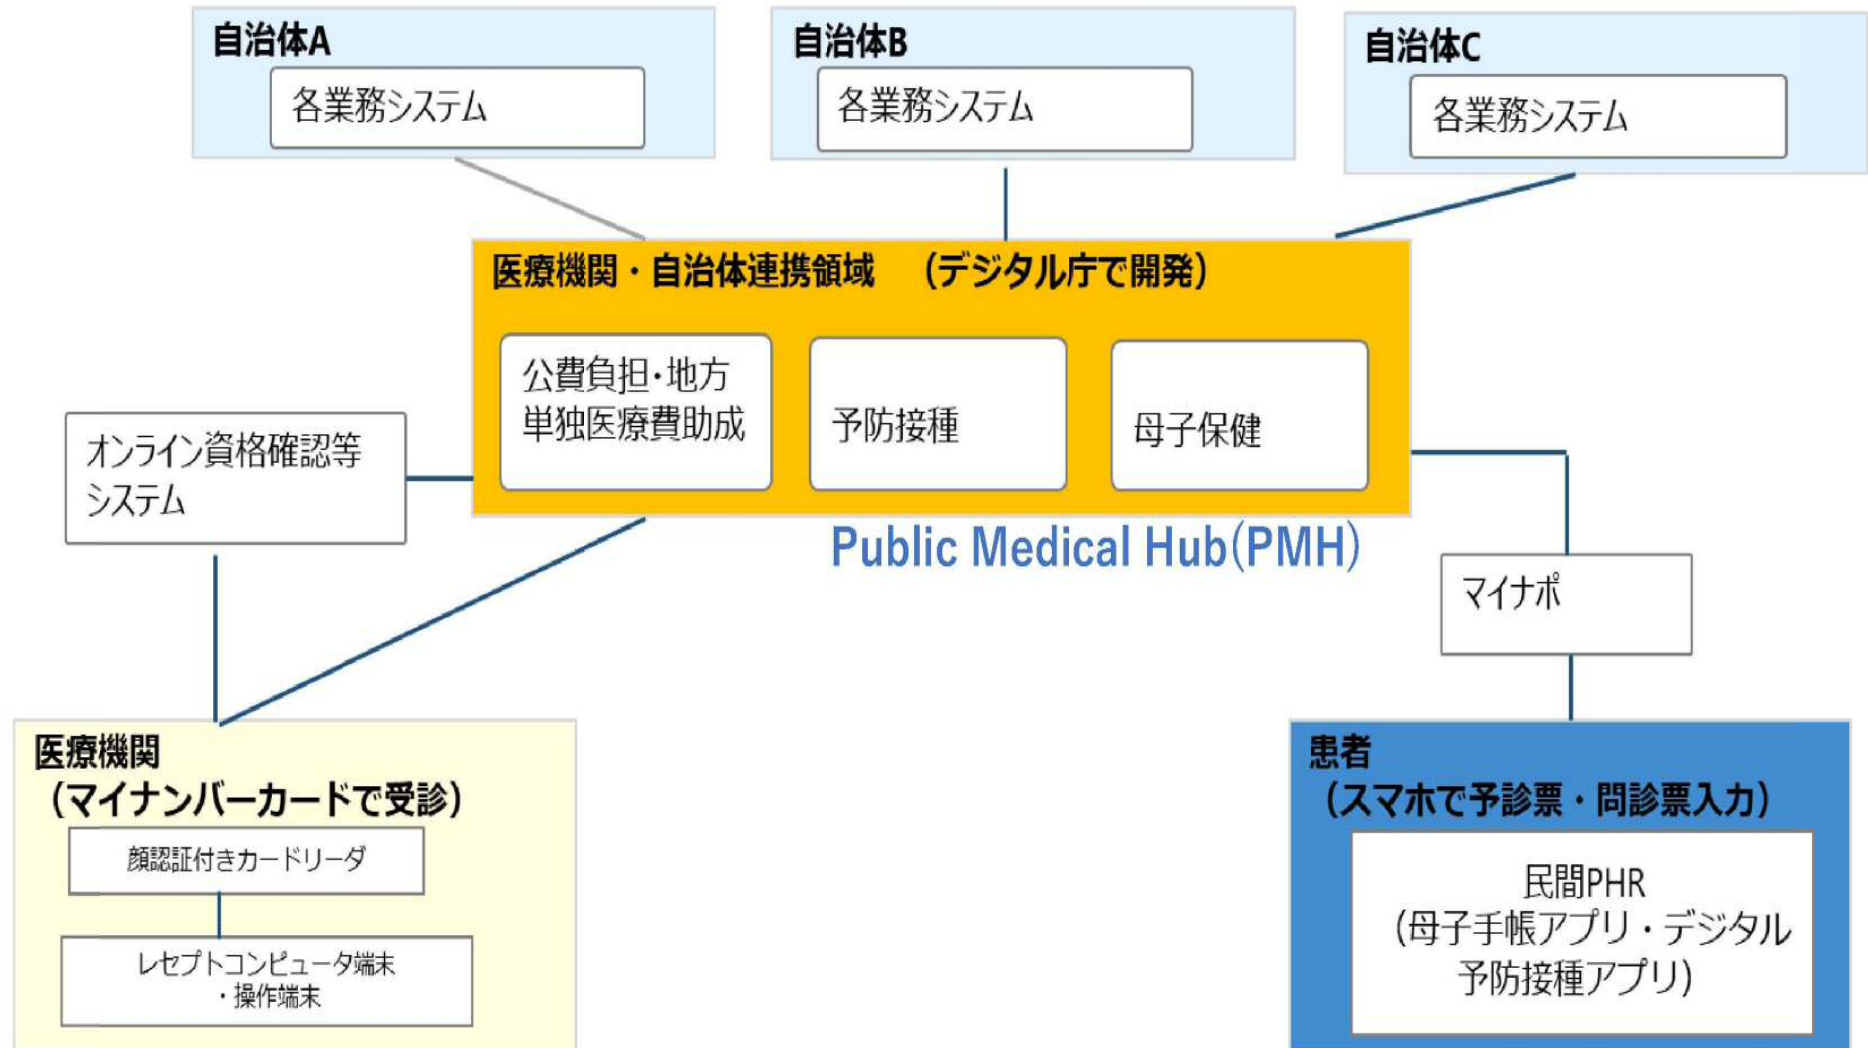 自治体A
各業務システム
自治体B
各業務システム
自治体C
各業務システム
医療機関・自治体連携領域　（デジタル庁で開発）
公費負担・地方
単独医療費助成
予防接種
母子保健
オンライン資格確認等
システム
Public Medical Hub(PMH)
マイナポ
医療機関
（マイナンバーカードで受診）
顔認証付きカードリーダ
レセプトコンピュータ端末
・操作端末
患者
（スマホで予診票・問診票入力）
民間PHR
(母子手帳アプリ・デジタル
予防接種アプリ)